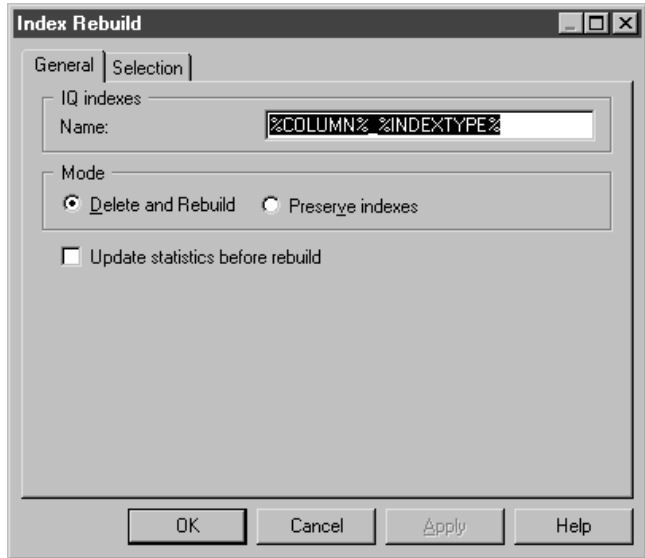 Index Rebuild
General Selection
IQ indexes
Name: %COLUMN%_%INDEXTYPE%
Mode
Delete and Rebuild Preserve indexes
Update statistics before rebuild
OK Cancel Apply Help